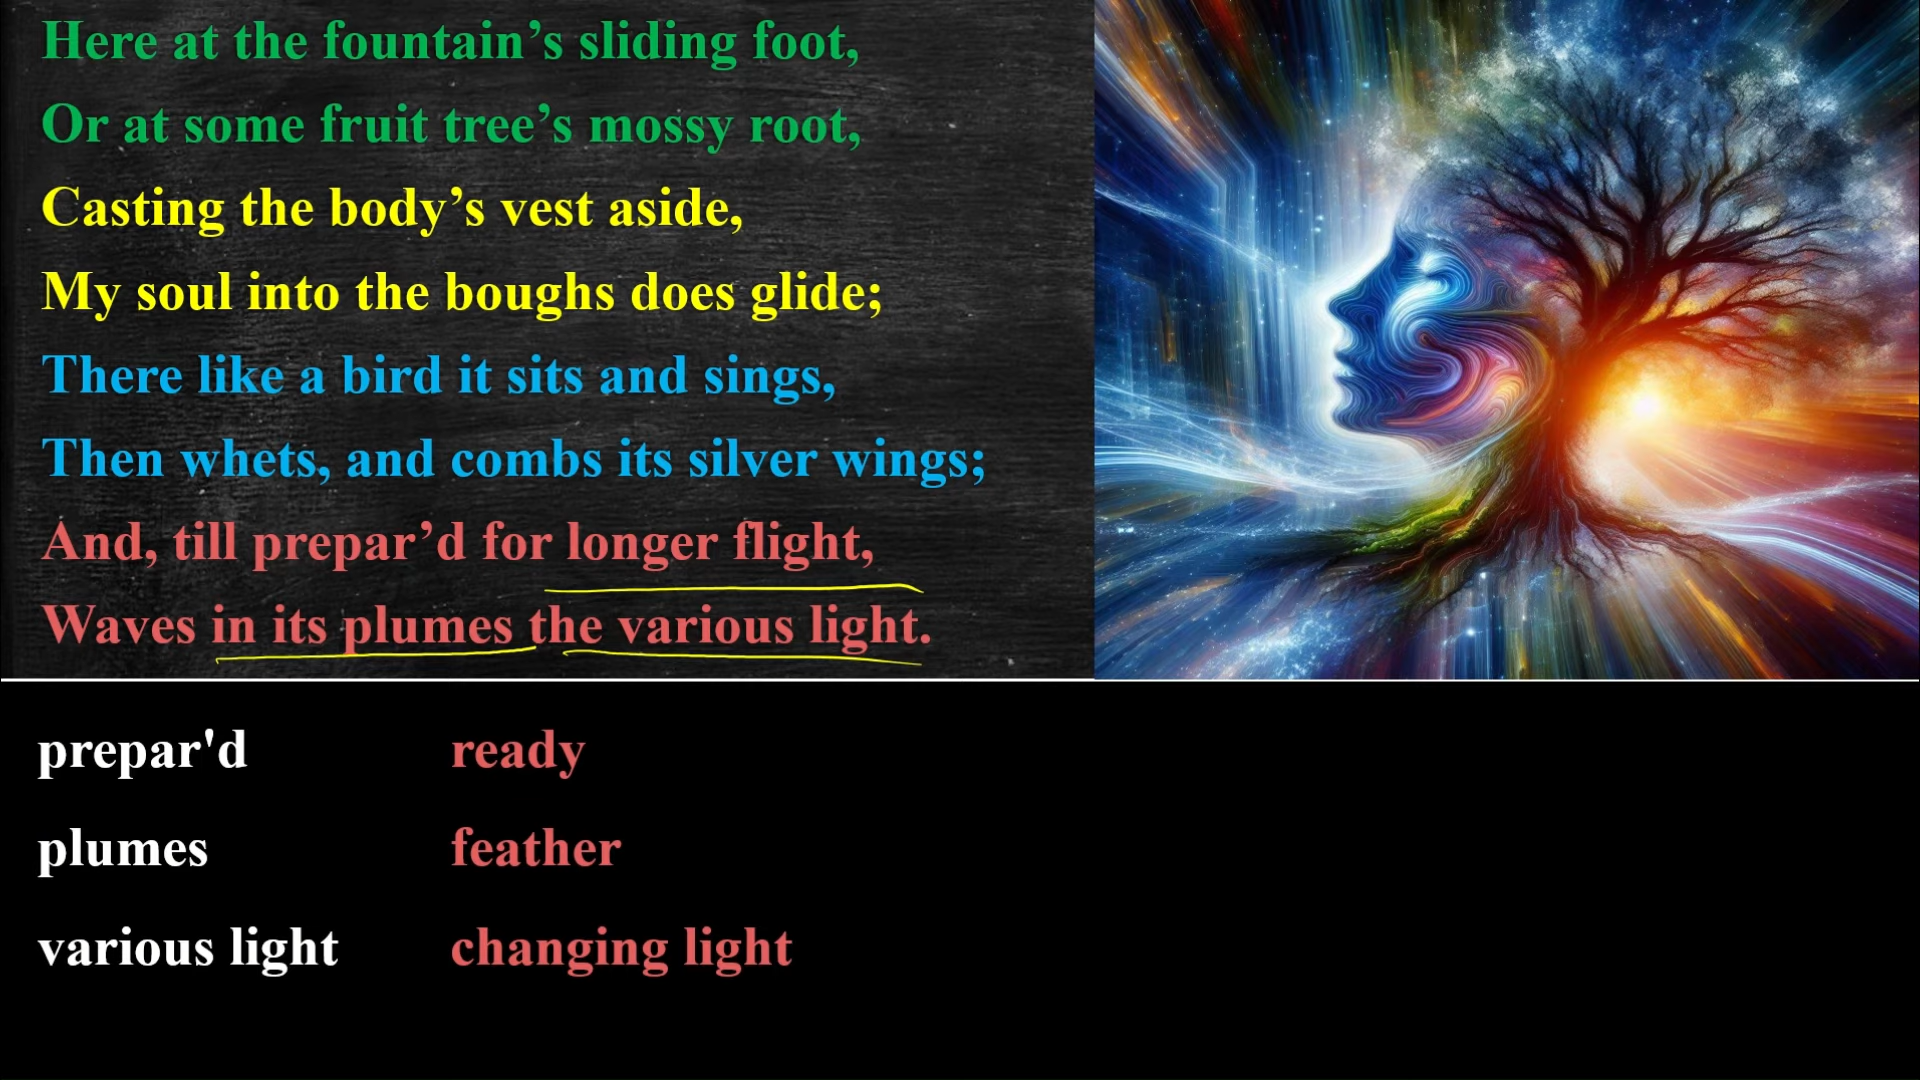 Here at the fountain’s sliding foot,
Or at some fruit tree’s mossy root,
Casting the body’s vest aside,
My soul into the boughs does glide;
There like a bird it sits and sings,
Then whets, and combs its silver wings;
And, till prepar’d for longer flight,
Waves in its plumes the various light.
prepar'd ready
plumes feather
various light changing light